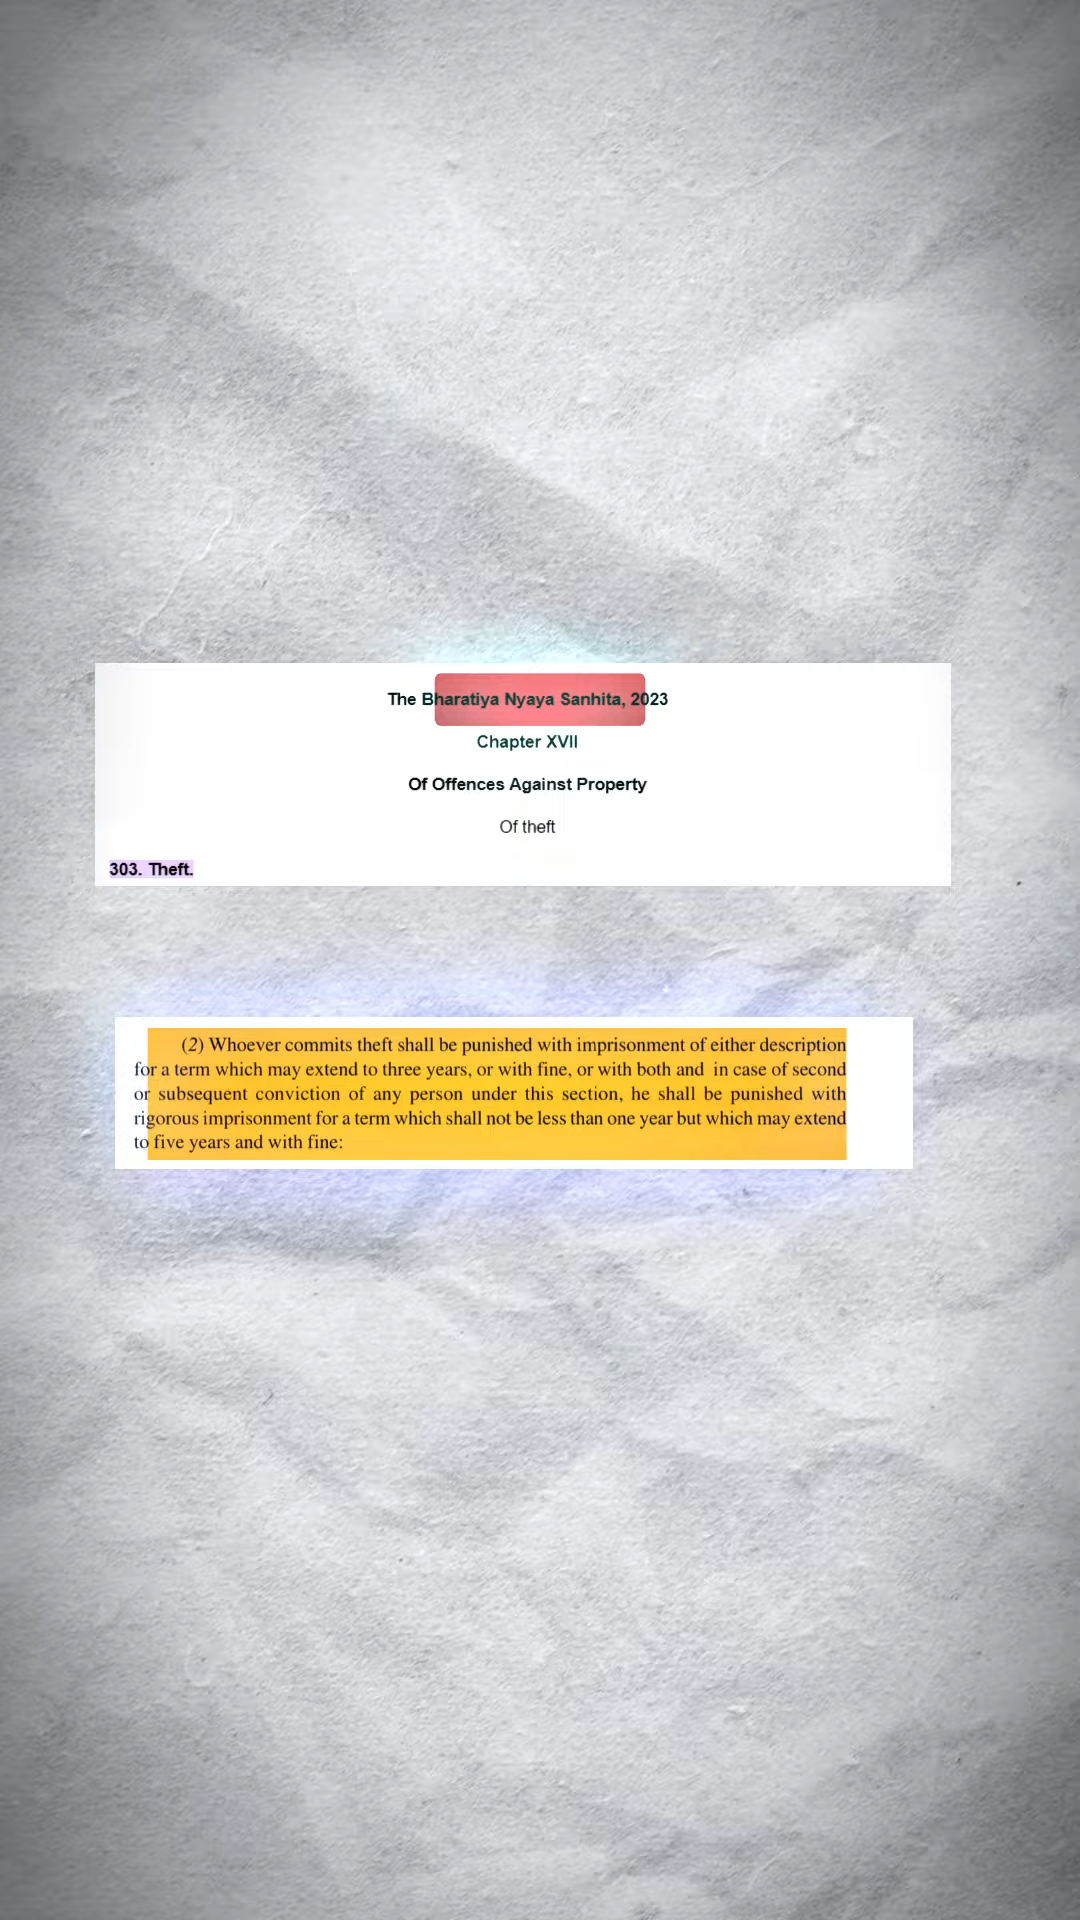 The Bharatiya Nyaya Sanhita, 2023
Chapter XVII
Of Offences Against Property
Of theft
303. Theft.
(2) Whoever commits theft shall be punished with imprisonment of either description
for a term which may extend to three years, or with fine, or with both and in case of second
or subsequent conviction of any person under this section, he shall be punished with
rigorous imprisonment for a term which shall not be less than one year but which may extend
to five years and with fine: